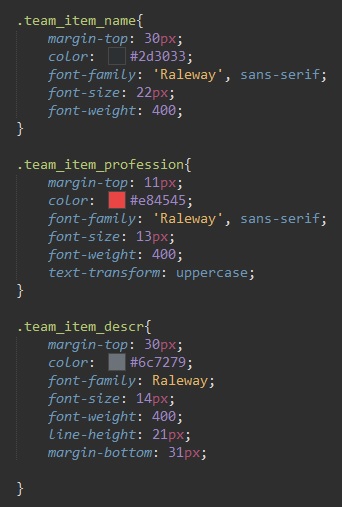 .team_item_name{
margin-top: 30px;
color: #2d3033;
font-family: 'Raleway', sans-serif;
font-size: 22px;
font-weight: 400;
}
.team_item_profession{
margin-top: 11px;
color: #e84545;
font-family: 'Raleway', sans-serif;
font-size: 13px;
font-weight: 400;
text-transform: uppercase;
}
.team_item_descr{
margin-top: 30px;
color: #6c7279;
font-family: Raleway;
font-size: 14px;
font-weight: 400;
line-height: 21px;
margin-bottom: 31px;
}